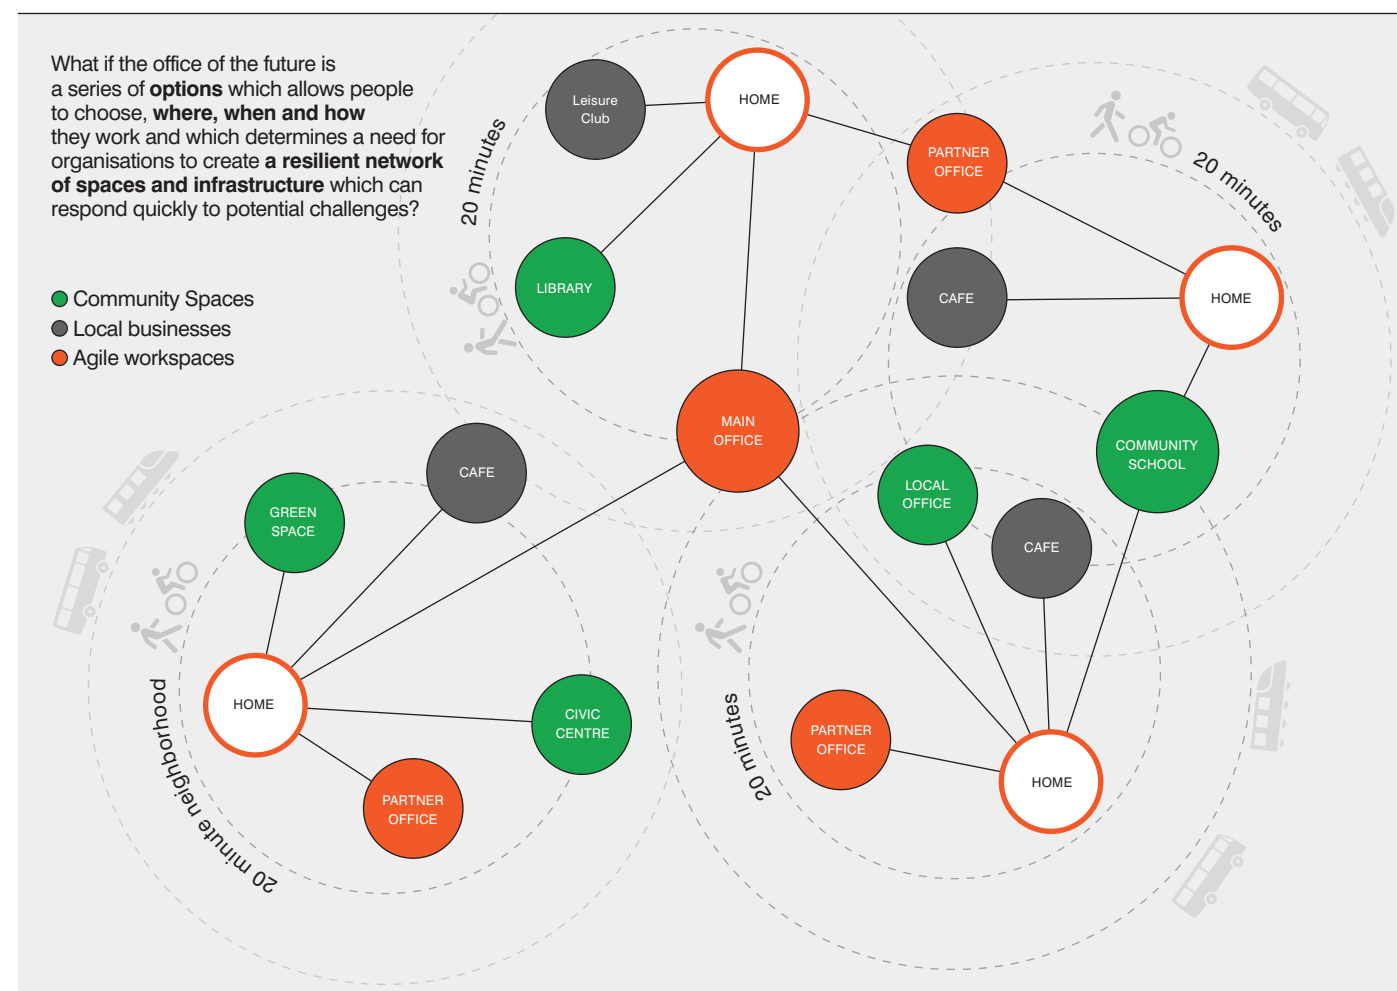 What if the office of the future is
a series of options which allows people
to choose, where, when and how
they work and which determines a need for
organisations to create a resilient network
of spaces and infrastructure which can
respond quickly to potential challenges?
Community Spaces
Local businesses
Agile workspaces
20 minutes
Leisure
Club
HOME
LIBRARY
PARTNER
OFFICE
20 minutes
CAFE
HOME
MAIN
OFFICE
COMMUNITY
SCHOOL
LOCAL
OFFICE
CAFE
CAFE
GREEN
SPACE
HOME
CIVIC
CENTRE
PARTNER
OFFICE
20 minute neighbourhood
20 minutes
PARTNER
OFFICE
HOME